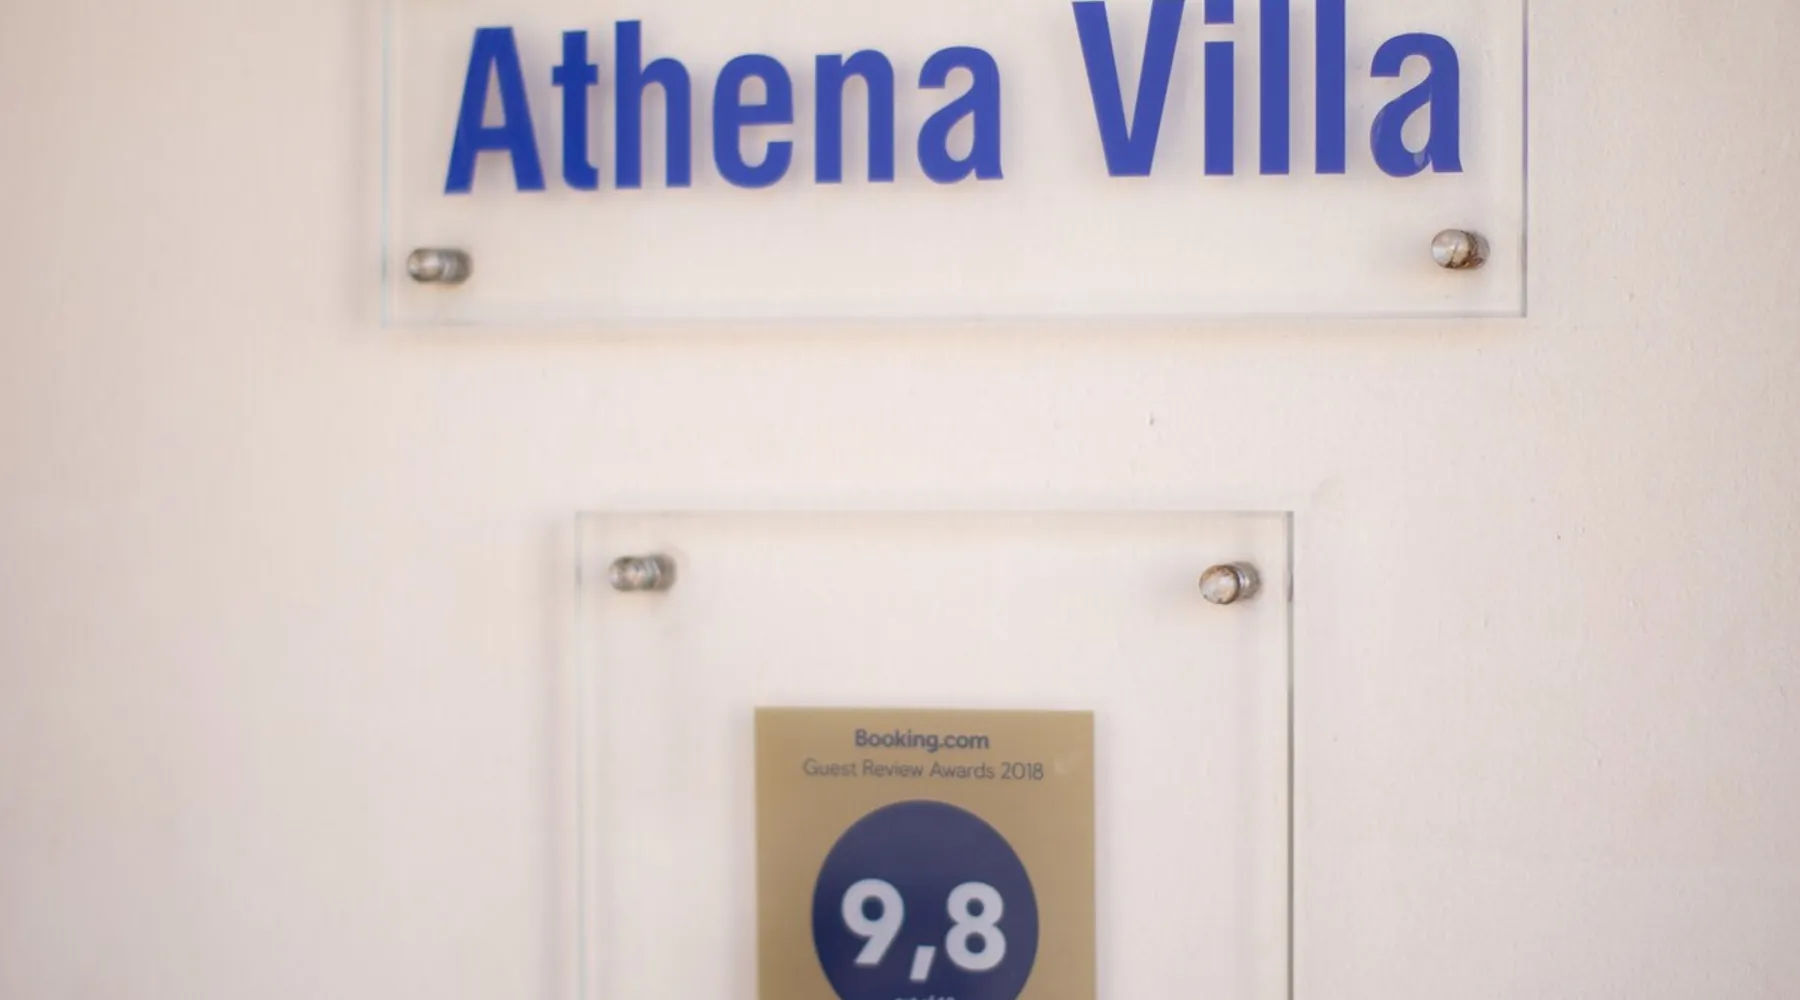 Athena Villa
Booking.com
Guest Review Awards 2018
9,8